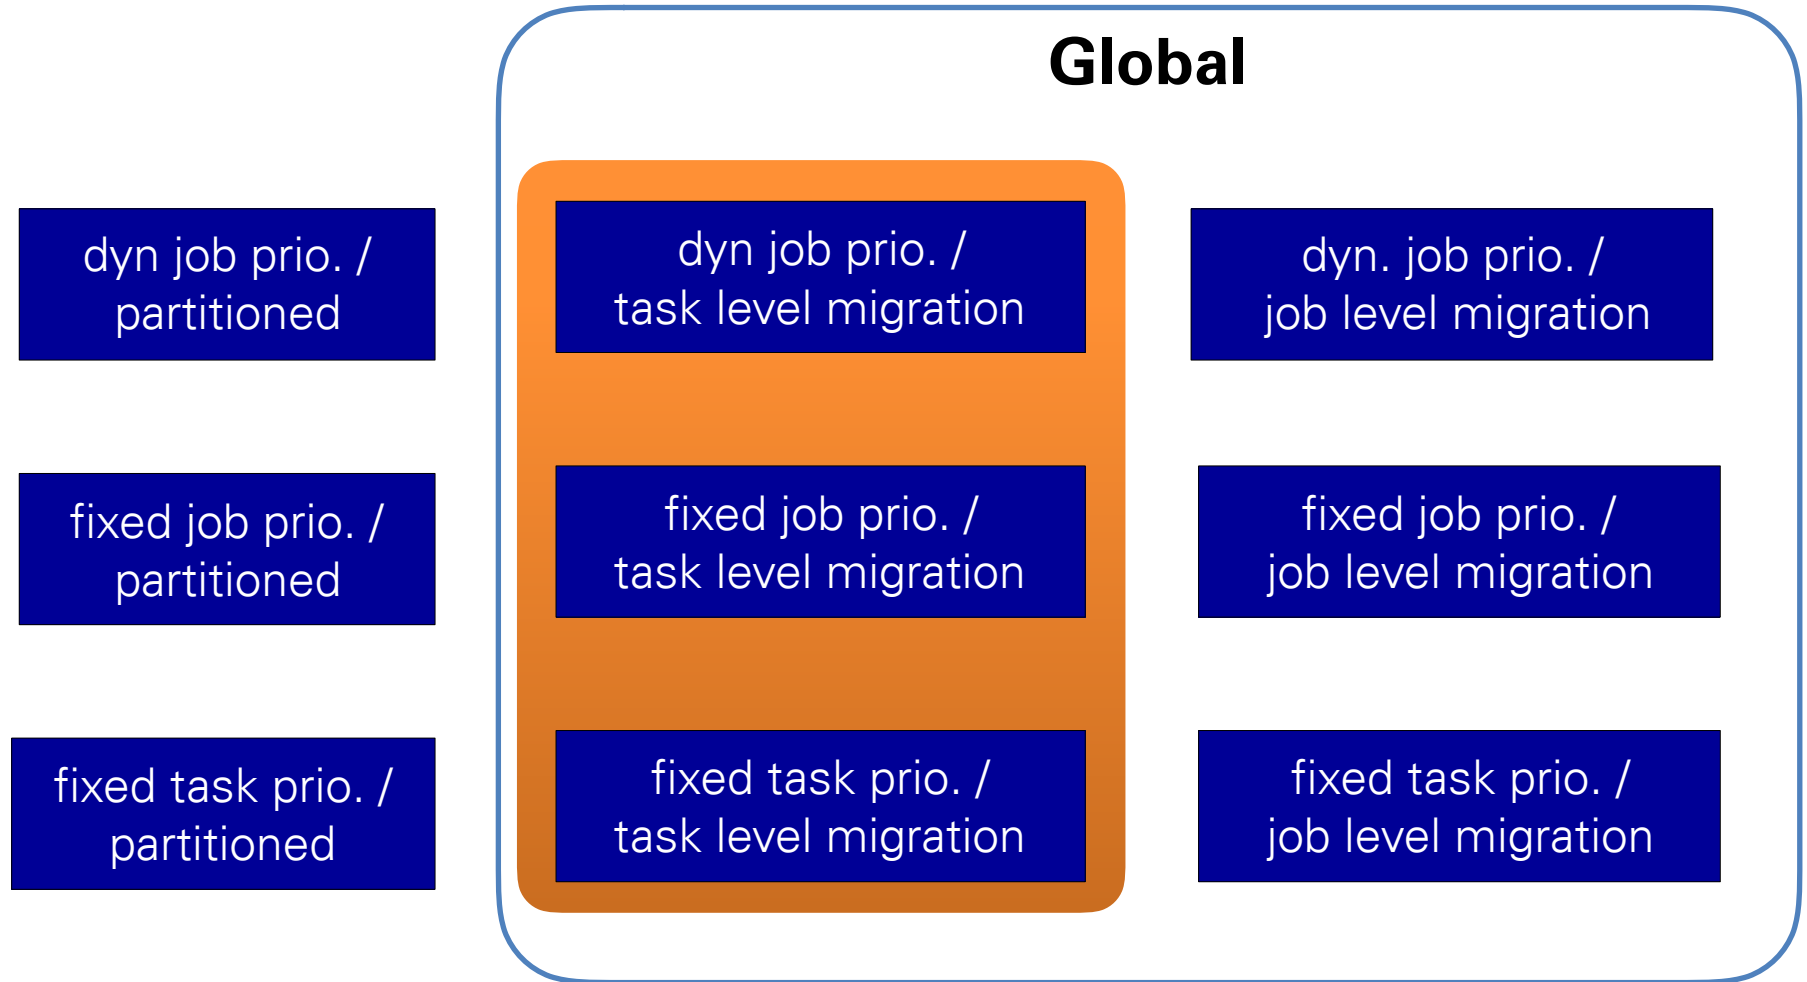 Global
dyn job prio. /
partitioned
dyn job prio. /
task level migration
dyn. job prio. /
job level migration
fixed job prio. /
partitioned
fixed job prio. /
task level migration
fixed job prio. /
job level migration
fixed task prio. /
partitioned
fixed task prio. /
task level migration
fixed task prio. /
job level migration